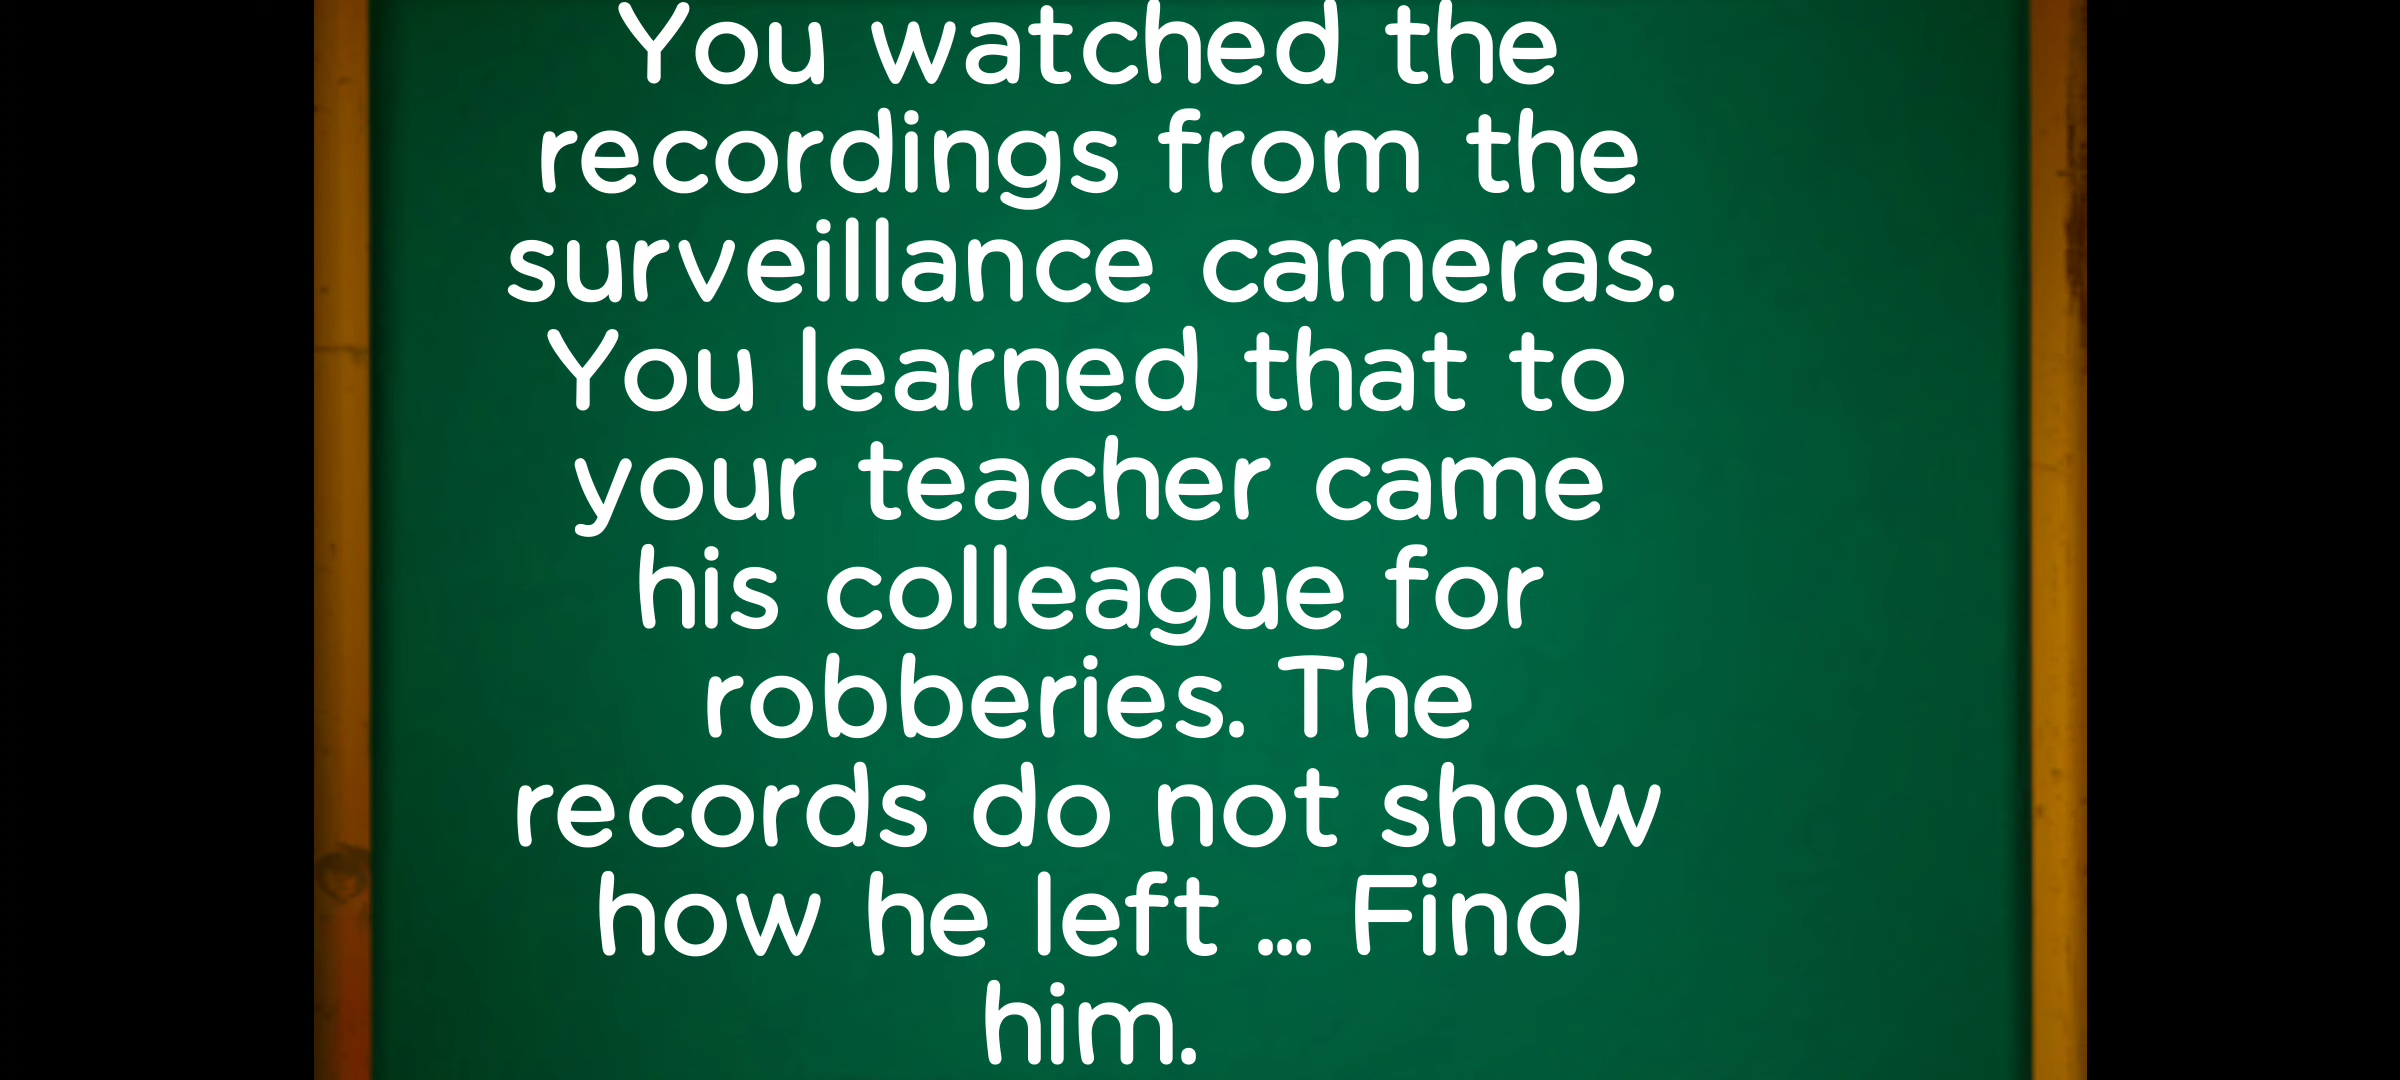 You watched the
recordings from the
surveillance cameras.
You learned that to
your teacher came
his colleague for
robberies. The
records do not show
how he left ... Find
him.